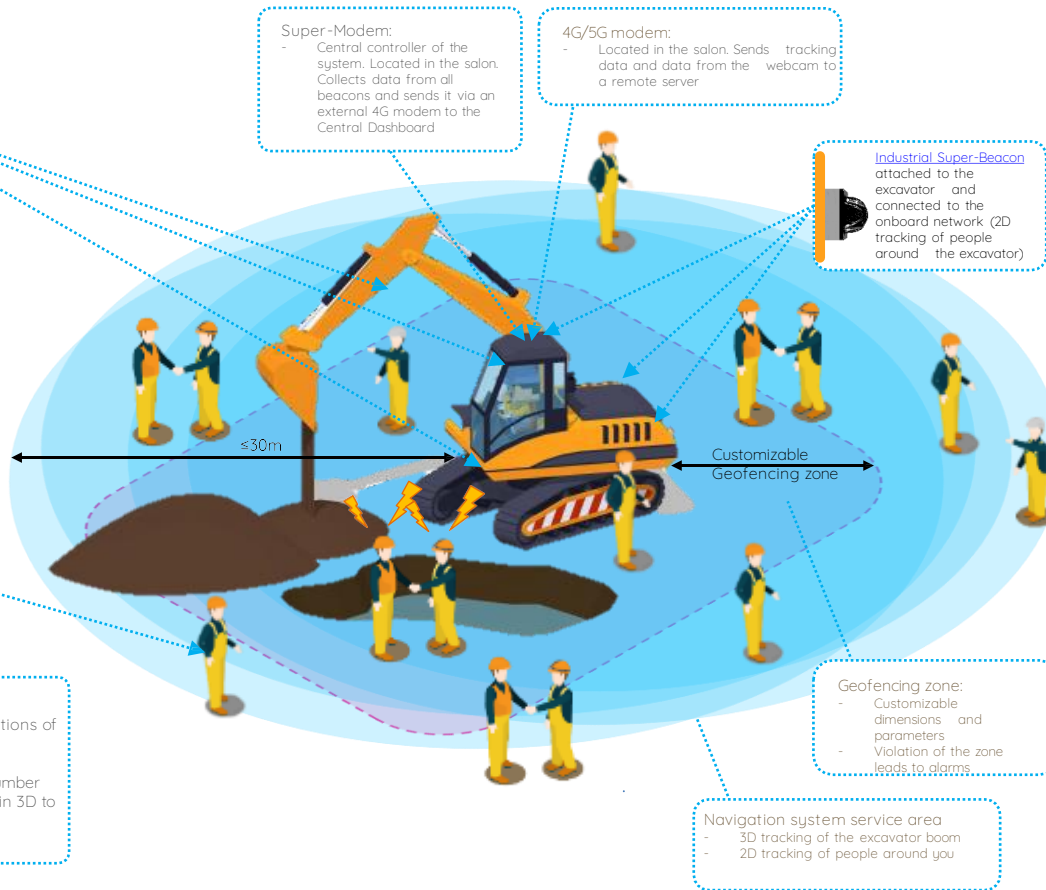 Super-Modem:
- Central controller of the
system. Located in the salon.
Collects data from all
beacons and sends it via an
external 4G modem to the
Central Dashboard
4G/5G modem:
- Located in the salon. Sends tracking
data and data from the webcam to
a remote server
Industrial Super-Beacon
attached to the
excavator and
connected to the
onboard network (2D
tracking of people
around the excavator)
≤30m
Customizable
Geofencing zone
Geofencing zone:
- Customizable
dimensions and
parameters
- Violation of the zone
leads to alarms
tions of
umber
in 3D to
Navigation system service area
- 3D tracking of the excavator boom
- 2D tracking of people around you